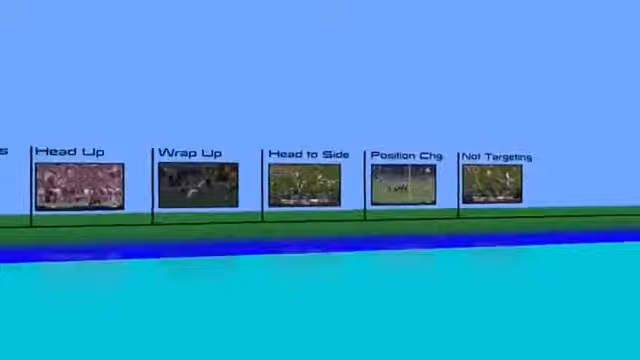 s
Head Up
Wrap Up
Head to Side
Position Chg
Not Targeting